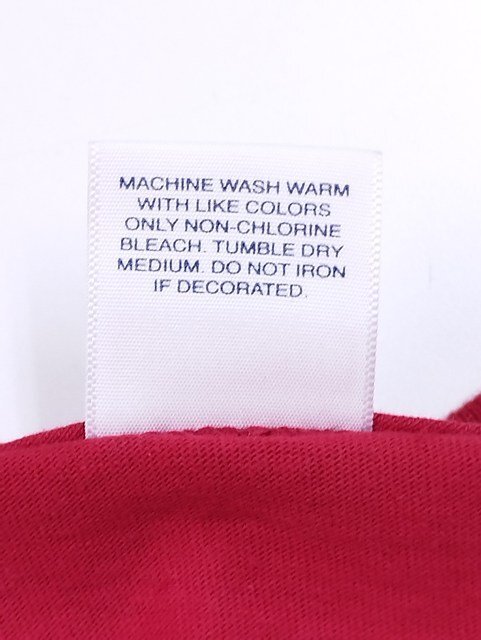 MACHINE WASH WARM
WITH LIKE COLORS
ONLY NON-CHLORINE
BLEACH. TUMBLE DRY
MEDIUM. DO NOT IRON
IF DECORATED.